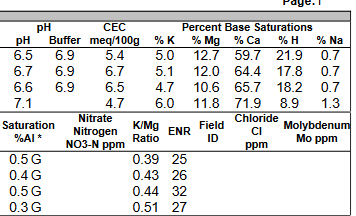 Page. 1
pH CEC Percent Base Saturations
pH Buffer meq/100g % K % Mg % Ca % H % Na
6.5 6.9 5.4 5.0 12.7 59.7 21.9 0.7
6.7 6.9 6.7 5.1 12.0 64.4 17.8 0.7
6.6 6.9 6.5 4.7 10.6 65.7 18.2 0.7
7.1 4.7 6.0 11.8 71.9 8.9 1.3
Saturation Nitrate K/Mg ENR Field Chloride Molybdenum
%Al * Nitrogen Ratio ID Cl Mo ppm
NO3-N ppm ppm
0.5 G 0.39 25
0.4 G 0.43 26
0.5 G 0.44 32
0.3 G 0.51 27